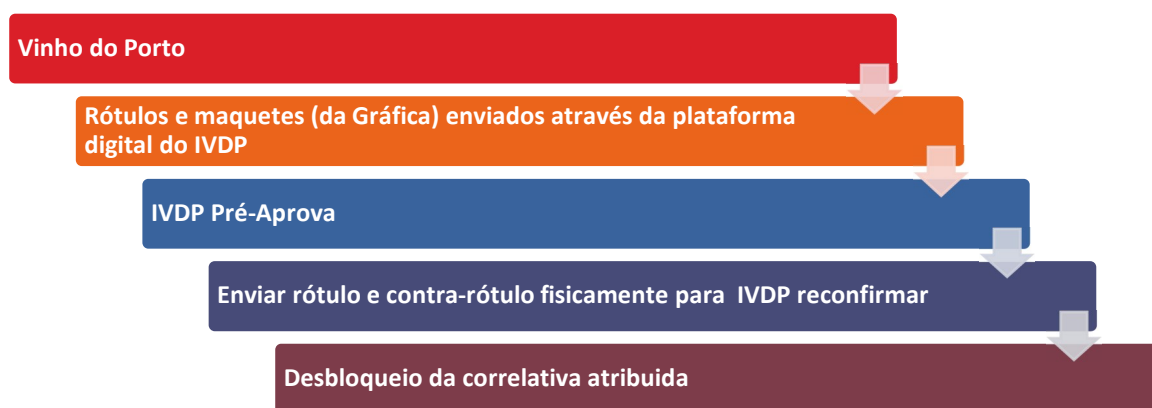 Vinho do Porto
Rótulos e maquetes (da Gráfica) enviados através da plataforma
digital do IVDP
IVDP Pré-Aprova
Enviar rótulo e contra-rótulo fisicamente para IVDP reconfirmar
Desbloqueio da correlativa atribuida